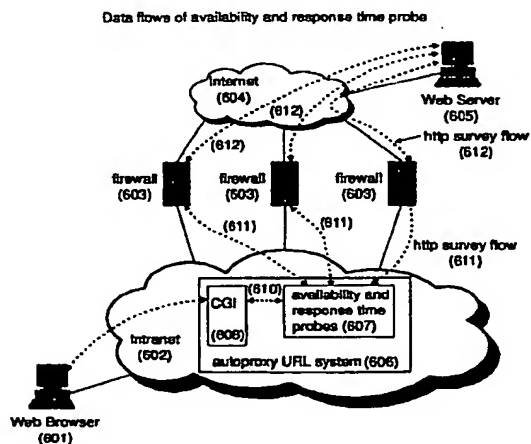 Data flows of availability and response time probe
Internet
(604)
Web Server
(605)
(612)
(612)
http survey flow
(612)
firewall
(603)
firewall
(603)
firewall
(603)
(611)
(611)
http survey flow
(611)
(610)
CGI
(608)
availability and
response time
probes (607)
Intranet
(602)
autoproxy URL system (606)
Web Browser
(601)